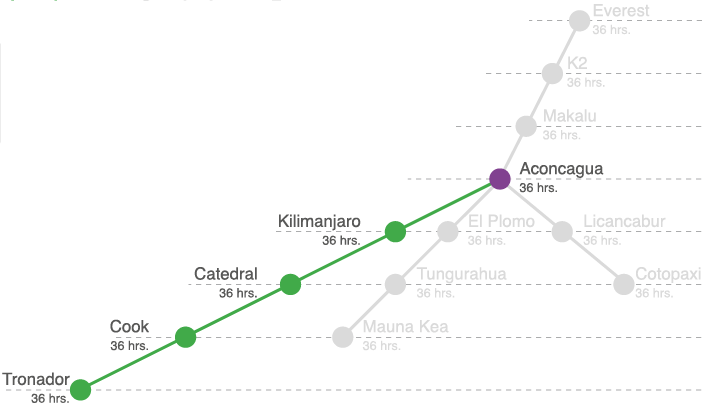 Everest
36 hrs.
K2
36 hrs.
Makalu
36 hrs.
Aconcagua
36 hrs.
Kilimanjaro
36 hrs.
El Plomo
36 hrs.
Licancabur
36 hrs.
Catedral
36 hrs.
Tungurahua
36 hrs.
Cotopaxi
36 hrs.
Cook
36 hrs.
Mauna Kea
36 hrs.
Tronador
36 hrs.